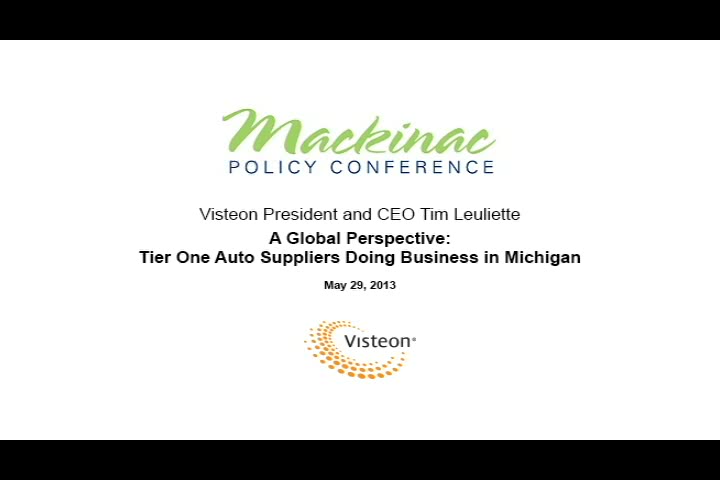 Mackinac
POLICY CONFERENCE
Visteon President and CEO Tim Leuliette
A Global Perspective:
Tier One Auto Suppliers Doing Business in Michigan
May 29, 2013
Visteon®